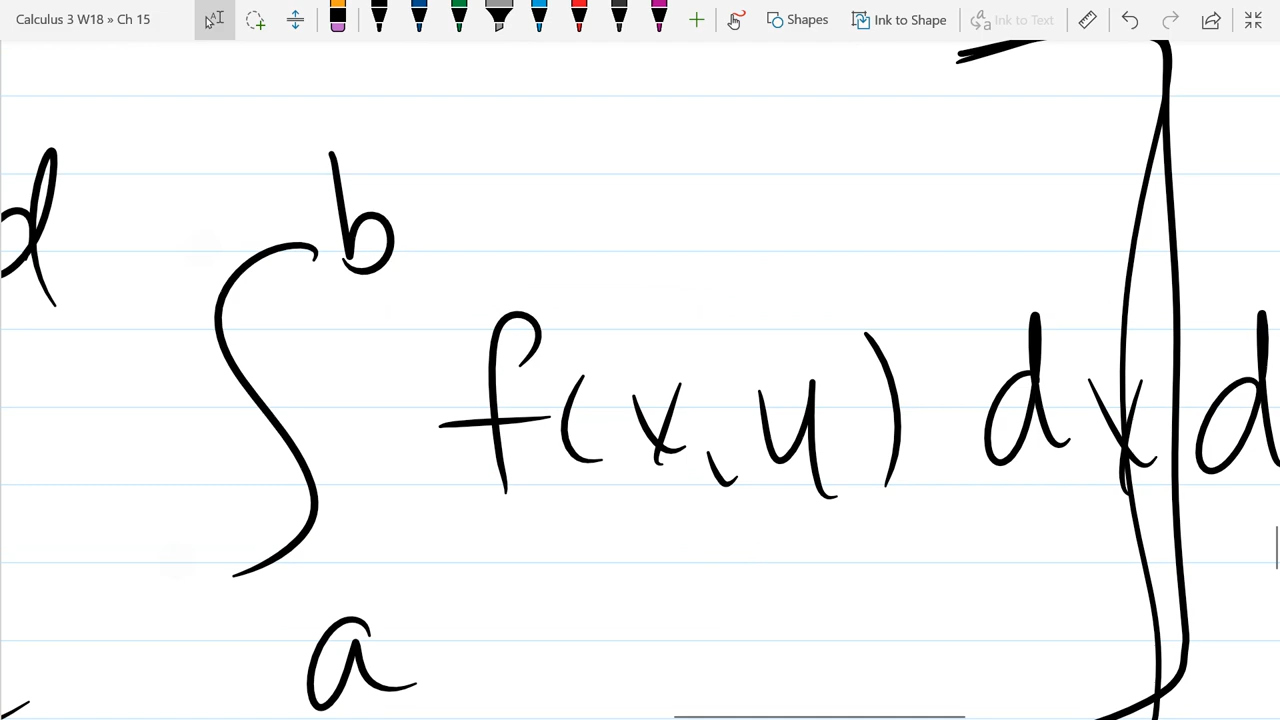 Calculus 3 W18 » Ch 15
Shapes
Ink to Shape
Ink to Text
d
b
∫ f(x,y) dx] d
a